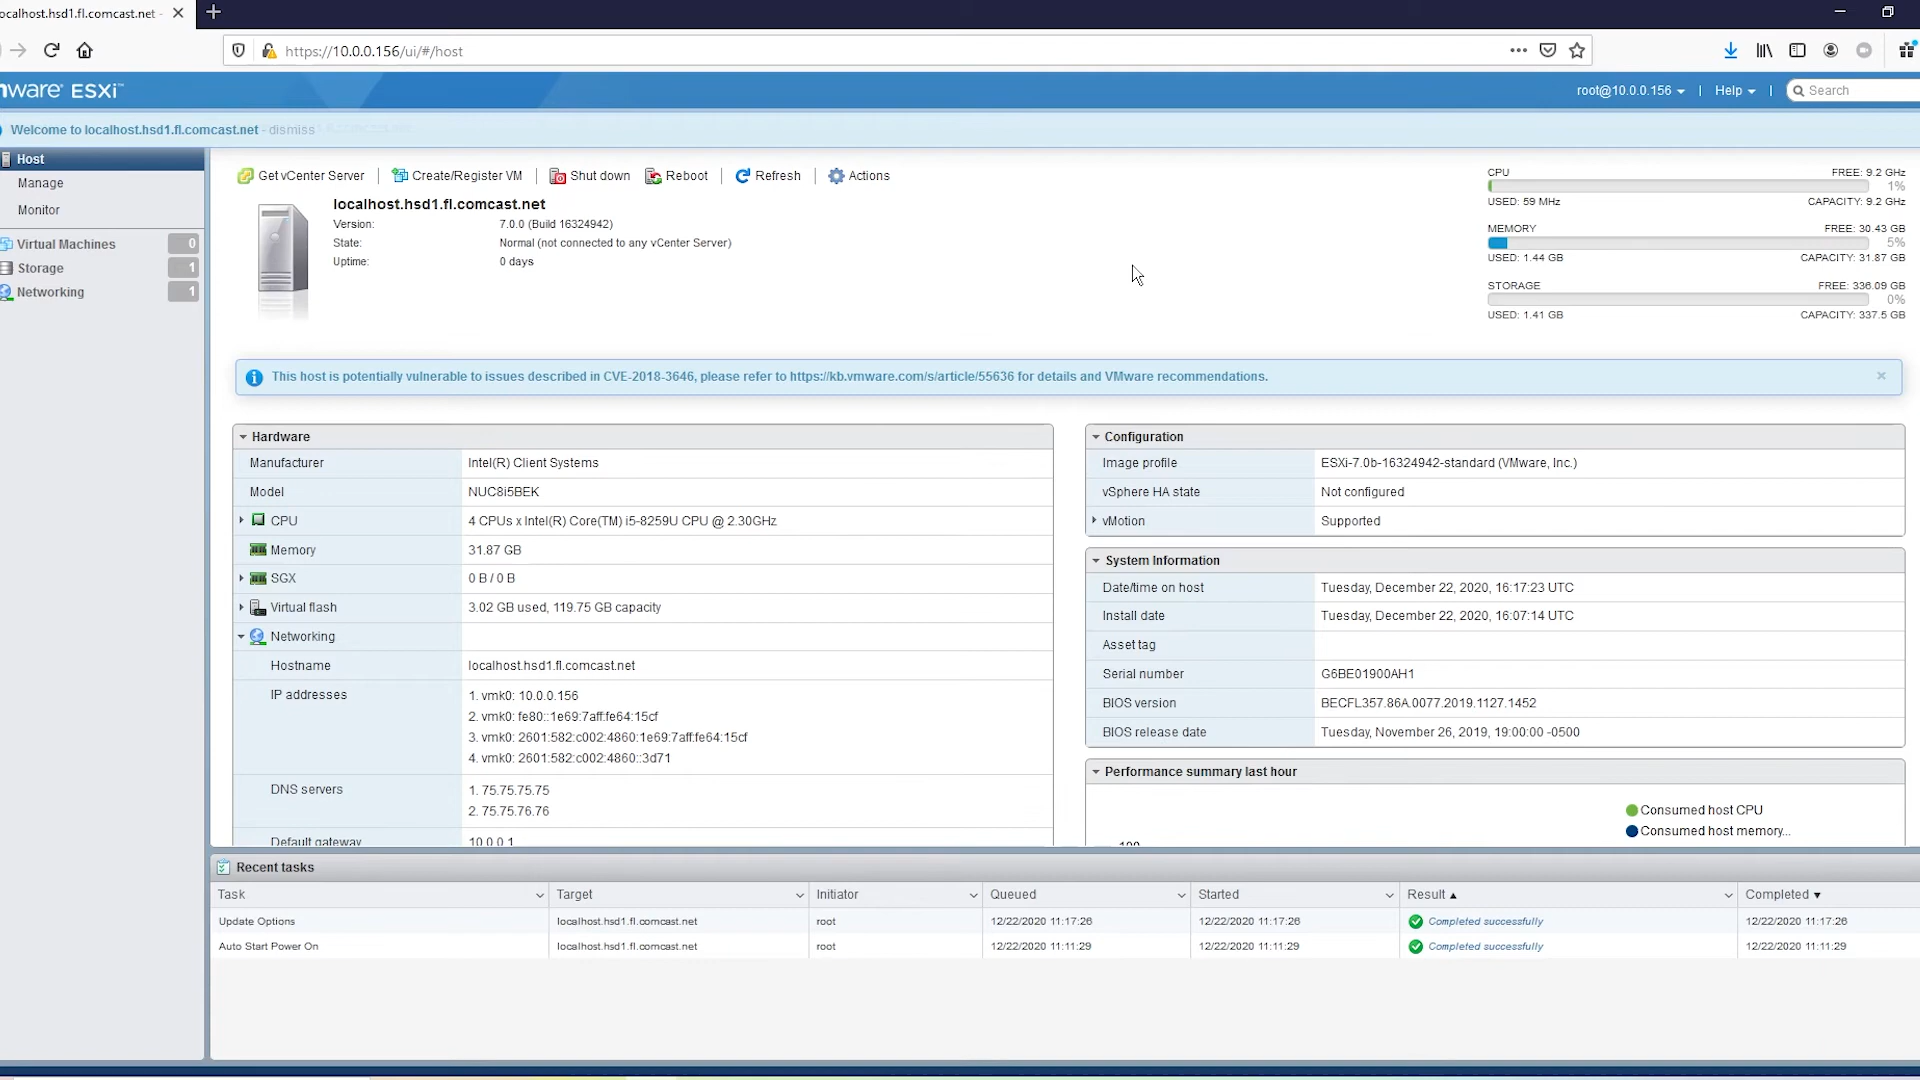 ocalhost.hsd1.fl.comcast.net -
https://10.0.0.156/ui/#/host
mware® ESXi™
root@10.0.0.156 | Help | Search
Welcome to localhost.hsd1.fl.comcast.net - dismiss
Host
Manage
Monitor
Virtual Machines 0
Storage 1
Networking 1
Get vCenter Server | Create/Register VM | Shut down Reboot | Refresh | Actions
localhost.hsd1.fl.comcast.net
Version: 7.0.0 (Build 16324942)
State: Normal (not connected to any vCenter Server)
Uptime: 0 days
CPU FREE: 9.2 GHz
1%
USED: 59 MHz CAPACITY: 9.2 GHz
MEMORY FREE: 30.43 GB
5%
USED: 1.44 GB CAPACITY: 31.87 GB
STORAGE FREE: 336.09 GB
0%
USED: 1.41 GB CAPACITY: 337.5 GB
This host is potentially vulnerable to issues described in CVE-2018-3646, please refer to https://kb.vmware.com/s/article/55636 for details and VMware recommendations.
Hardware
Manufacturer Intel(R) Client Systems
Model NUC8i5BEK
CPU 4 CPUs x Intel(R) Core(TM) i5-8259U CPU @ 2.30GHz
Memory 31.87 GB
SGX 0 B / 0 B
Virtual flash 3.02 GB used, 119.75 GB capacity
Networking
Hostname localhost.hsd1.fl.comcast.net
IP addresses 1. vmk0: 10.0.0.156
2. vmk0: fe80::1e69:7aff:fe64:15cf
3. vmk0: 2601:582:c002:4860:1e69:7aff:fe64:15cf
4. vmk0: 2601:582:c002:4860::3d71
DNS servers 1. 75.75.75.75
2. 75.75.76.76
Default gateway 10.0.0.1
Configuration
Image profile ESXi-7.0b-16324942-standard (VMware, Inc.)
vSphere HA state Not configured
vMotion Supported
System Information
Date/time on host Tuesday, December 22, 2020, 16:17:23 UTC
Install date Tuesday, December 22, 2020, 16:07:14 UTC
Asset tag
Serial number G6BE01900AH1
BIOS version BECFL357.86A.0077.2019.1127.1452
BIOS release date Tuesday, November 26, 2019, 19:00:00 -0500
Performance summary last hour
Consumed host CPU
Consumed host memory...
100
Recent tasks
Task Target Initiator Queued Started Result Completed
Update Options localhost.hsd1.fl.comcast.net root 12/22/2020 11:17:26 12/22/2020 11:17:26 Completed successfully 12/22/2020 11:17:26
Auto Start Power On localhost.hsd1.fl.comcast.net root 12/22/2020 11:11:29 12/22/2020 11:11:29 Completed successfully 12/22/2020 11:11:29